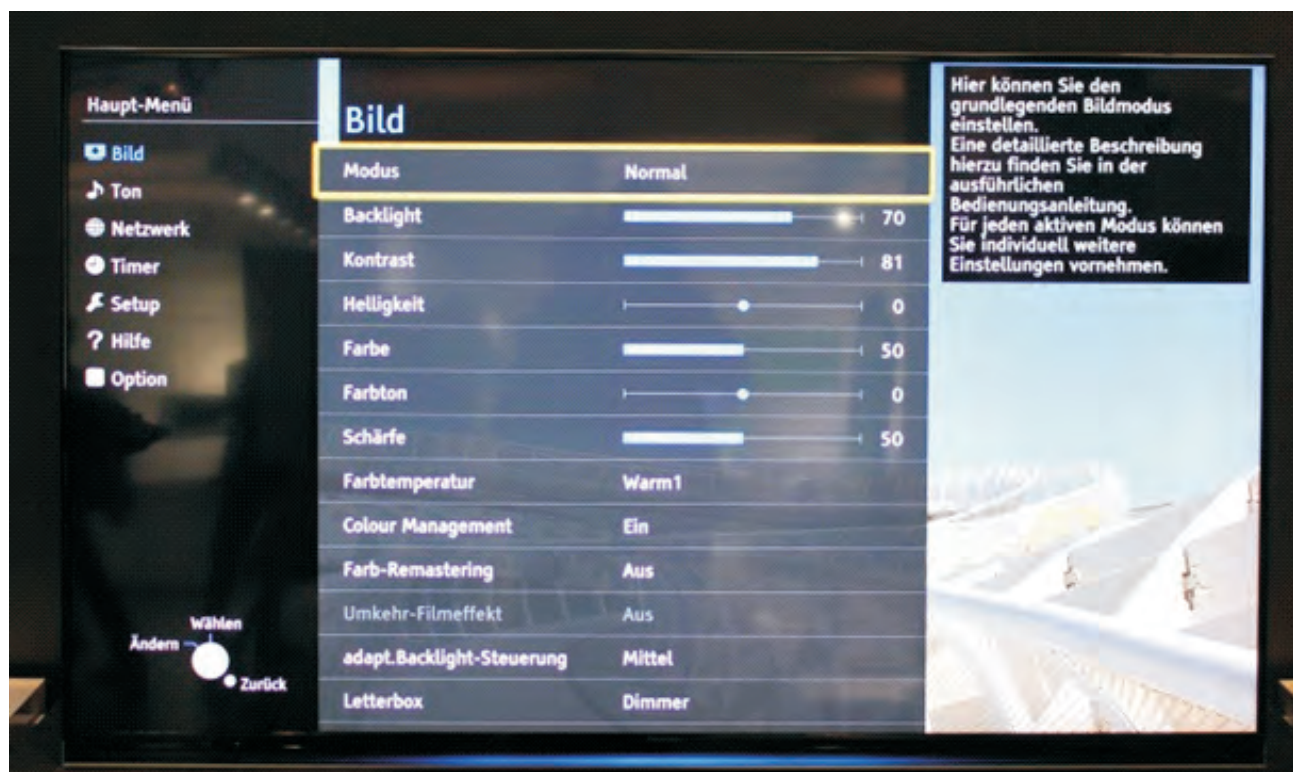 Haupt-Menü
Bild
Ton
Netzwerk
Timer
Setup
Hilfe
Option
Wählen
Ändern
Zurück
Bild
Modus Normal
Backlight 70
Kontrast 81
Helligkeit 0
Farbe 50
Farbton 0
Schärfe 50
Farbtemperatur Warm1
Colour Management Ein
Farb-Remastering Aus
Umkehr-Filmeffekt Aus
adapt.Backlight-Steuerung Mittel
Letterbox Dimmer
Hier können Sie den
grundlegenden Bildmodus
einstellen.
Eine detaillierte Beschreibung
hierzu finden Sie in der
ausführlichen
Bedienungsanleitung.
Für jeden aktiven Modus können
Sie individuell weitere
Einstellungen vornehmen.